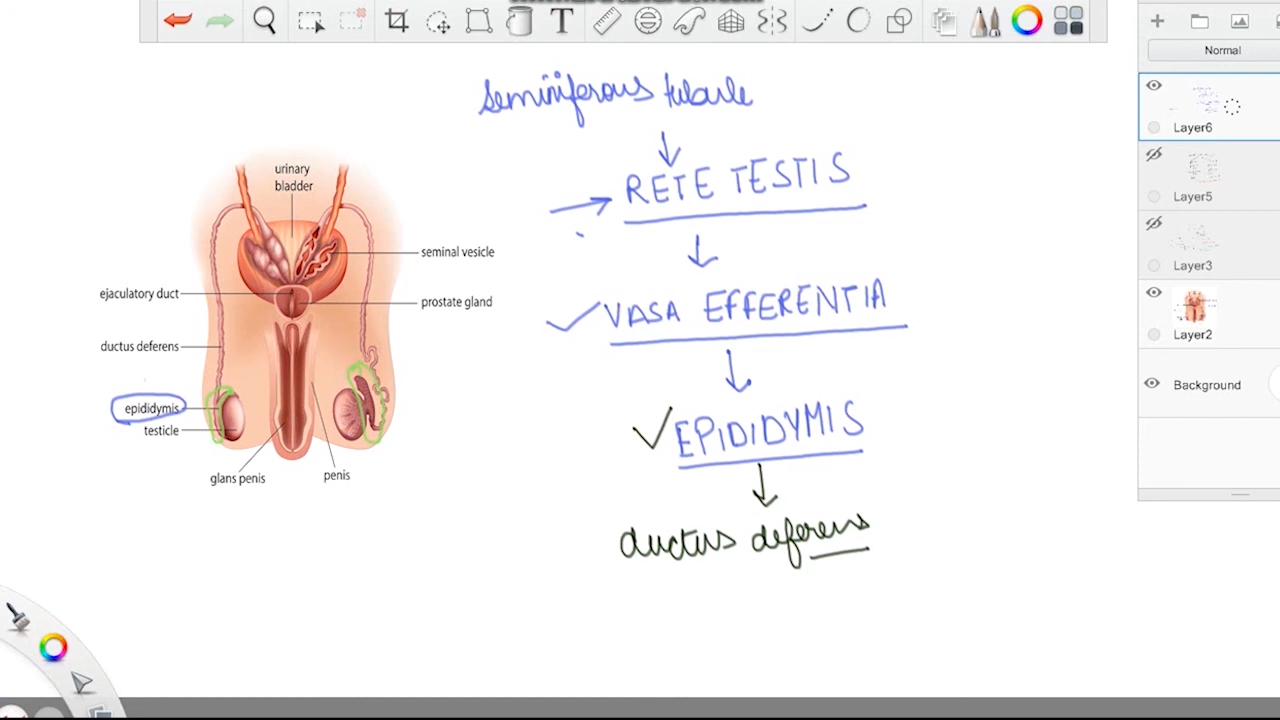 Normal
Seminiferous tubule
Layer6
urinary
bladder
RETE TESTIS
Layer5
seminal vesicle
Layer3
ejaculatory duct
prostate gland
VASA EFFERENTIA
Layer2
ductus deferens
Background
epididymis
EPIDIDYMIS
testicle
glans penis
penis
ductus deferens